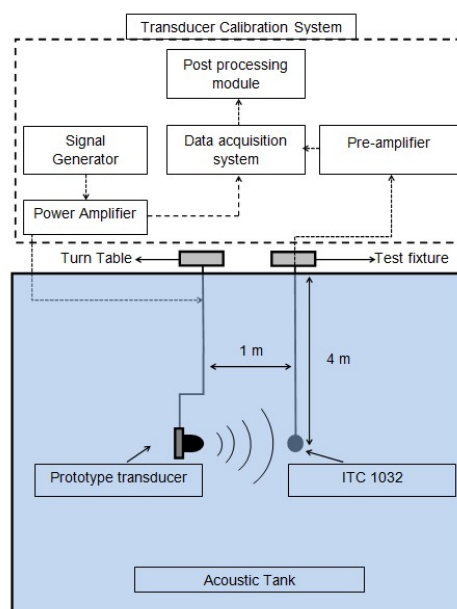 Transducer Calibration System
Post processing
module
Signal
Generator
Data acquisition
system
Pre-amplifier
Power Amplifier
Turn Table
Test fixture
1 m
4 m
Prototype transducer
ITC 1032
Acoustic Tank